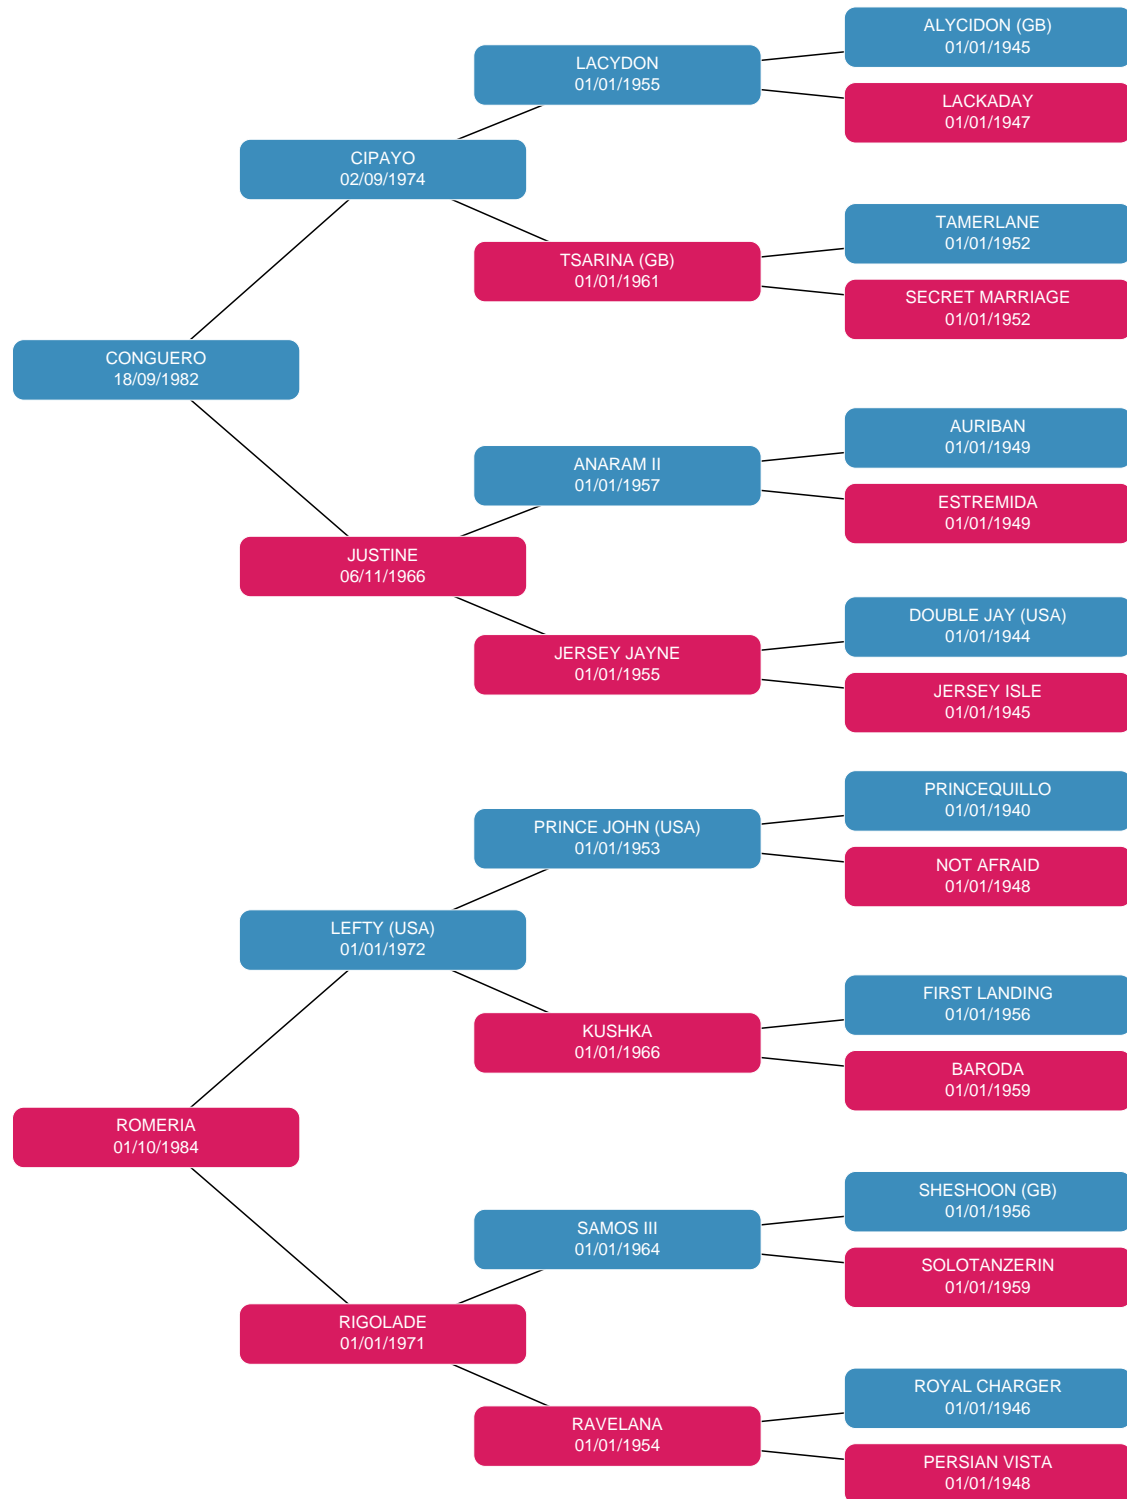 ALYCIDON (GB)
01/01/1945
LACYDON
01/01/1955
LACKADAY
01/01/1947
CIPAYO
02/09/1974
TAMERLANE
01/01/1952
TSARINA (GB)
01/01/1961
SECRET MARRIAGE
01/01/1952
CONGUERO
18/09/1982
AURIBAN
01/01/1949
ANARAM II
01/01/1957
ESTREMIDA
01/01/1949
JUSTINE
06/11/1966
DOUBLE JAY (USA)
01/01/1944
JERSEY JAYNE
01/01/1955
JERSEY ISLE
01/01/1945
PRINCEQUILLO
01/01/1940
PRINCE JOHN (USA)
01/01/1953
NOT AFRAID
01/01/1948
LEFTY (USA)
01/01/1972
FIRST LANDING
01/01/1956
KUSHKA
01/01/1966
BARODA
01/01/1959
ROMERIA
01/10/1984
SHESHOON (GB)
01/01/1956
SAMOS III
01/01/1964
SOLOTANZERIN
01/01/1959
RIGOLADE
01/01/1971
ROYAL CHARGER
01/01/1946
RAVELANA
01/01/1954
PERSIAN VISTA
01/01/1948